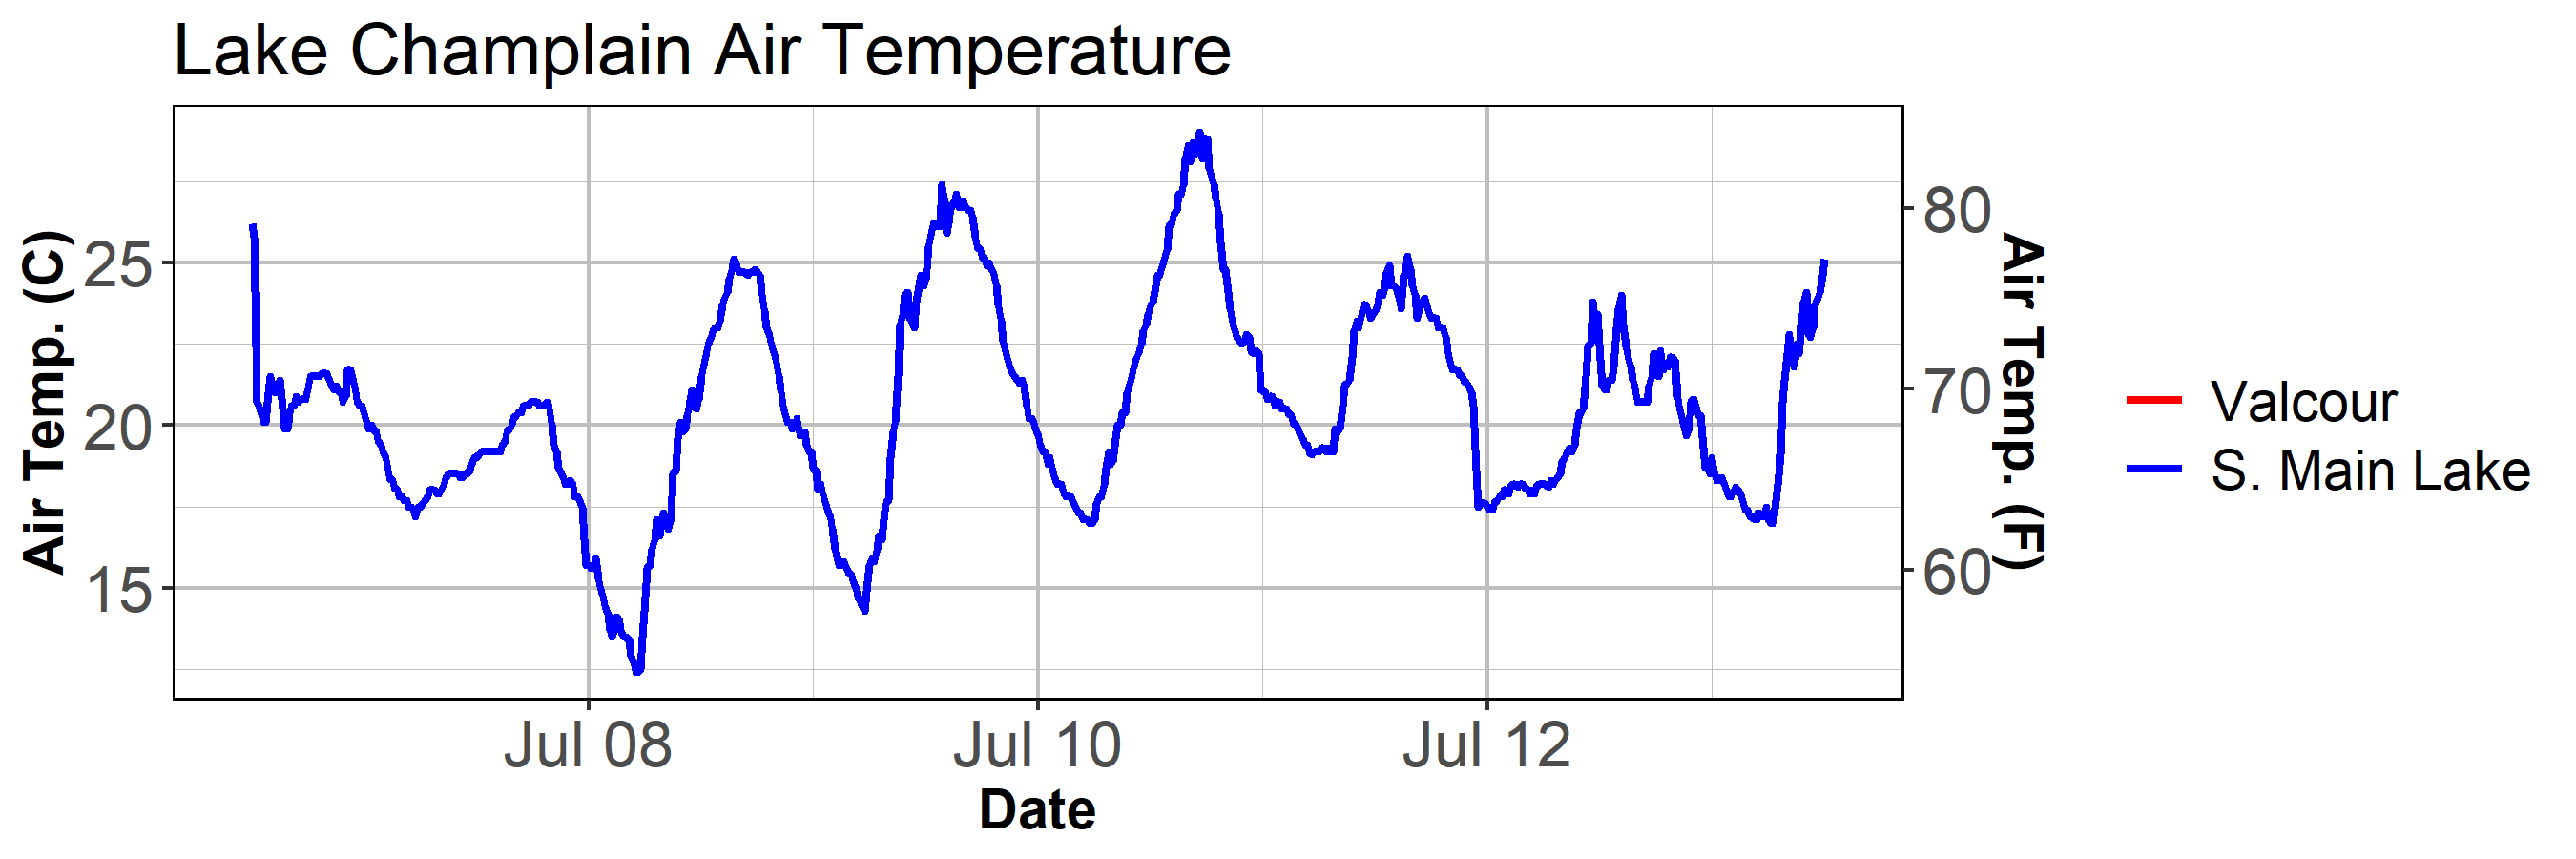 Lake Champlain Air Temperature
Air Temp. (C)
25
20
15
80
70
60
Air Temp. (F)
Jul 08
Jul 10
Jul 12
Date
Valcour
S. Main Lake